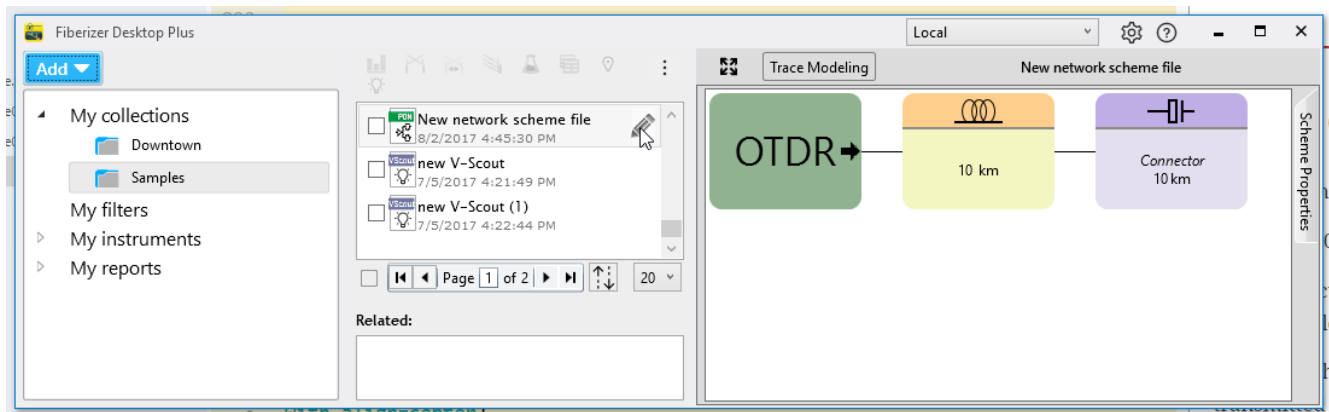 Fiberizer Desktop Plus
Local
Add
My collections
Downtown
Samples
My filters
My instruments
My reports
PON
New network scheme file
8/2/2017 4:45:30 PM
VScout
new V-Scout
7/5/2017 4:21:49 PM
VScout
new V-Scout (1)
7/5/2017 4:22:44 PM
Page 1 of 2
20
Related:
Trace Modeling
New network scheme file
OTDR
10 km
Connector
10 km
Scheme Properties